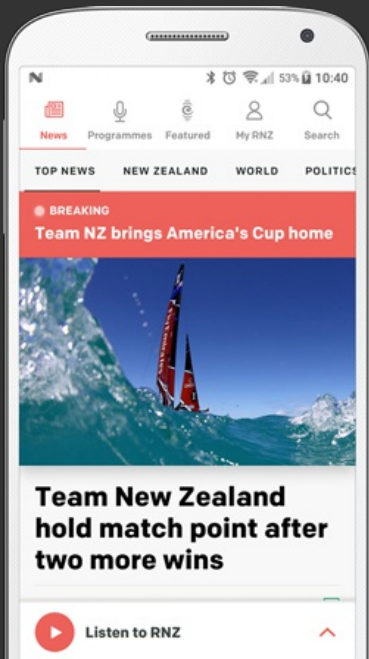 53% 10:40
News Programmes Featured My RNZ Search
TOP NEWS NEW ZEALAND WORLD POLITICS
BREAKING
Team NZ brings America's Cup home
Team New Zealand
hold match point after
two more wins
Listen to RNZ